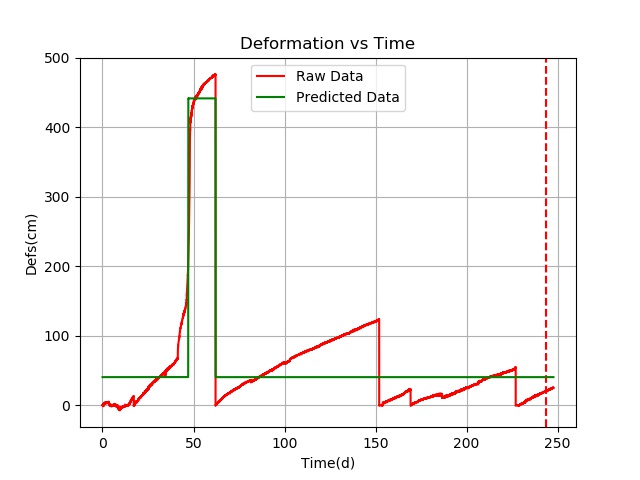 Deformation vs Time
Raw Data
Predicted Data
500
400
300
200
100
0
Defs(cm)
0 50 100 150 200 250
Time(d)